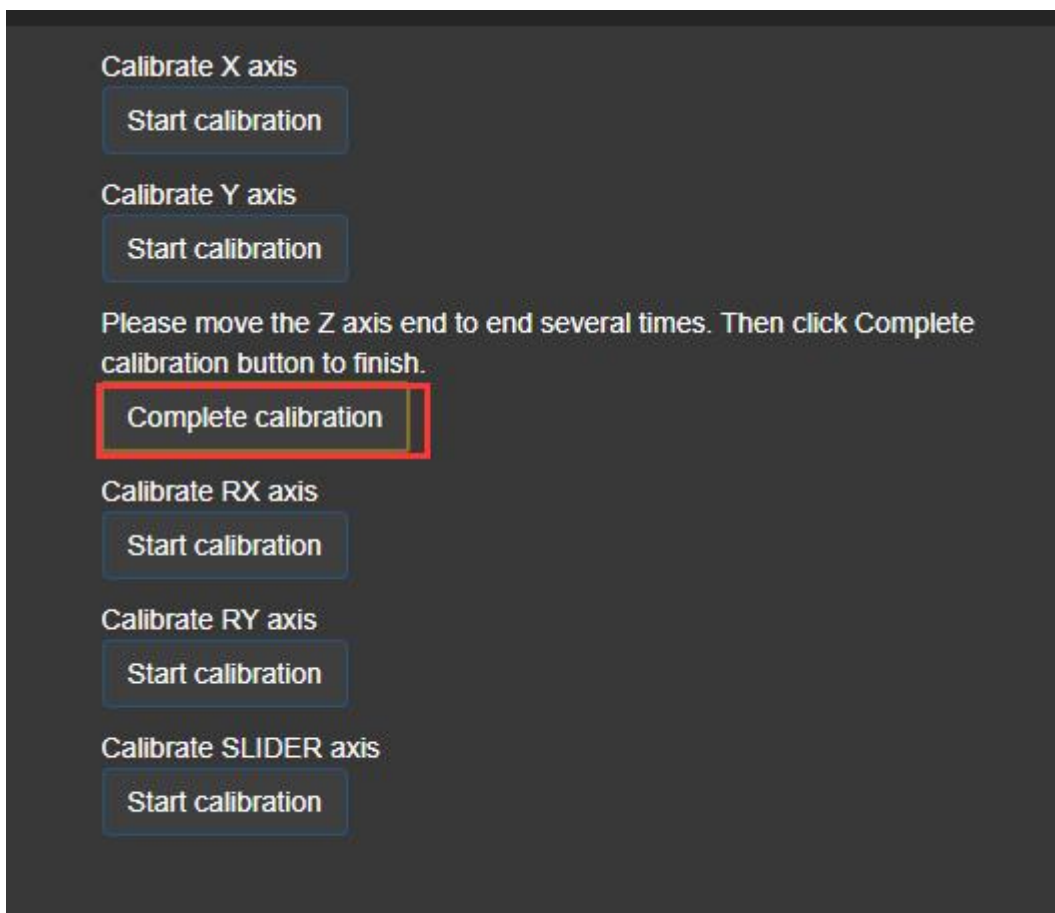 Calibrate X axis
Start calibration
Calibrate Y axis
Start calibration
Please move the Z axis end to end several times. Then click Complete
calibration button to finish.
Complete calibration
Calibrate RX axis
Start calibration
Calibrate RY axis
Start calibration
Calibrate SLIDER axis
Start calibration